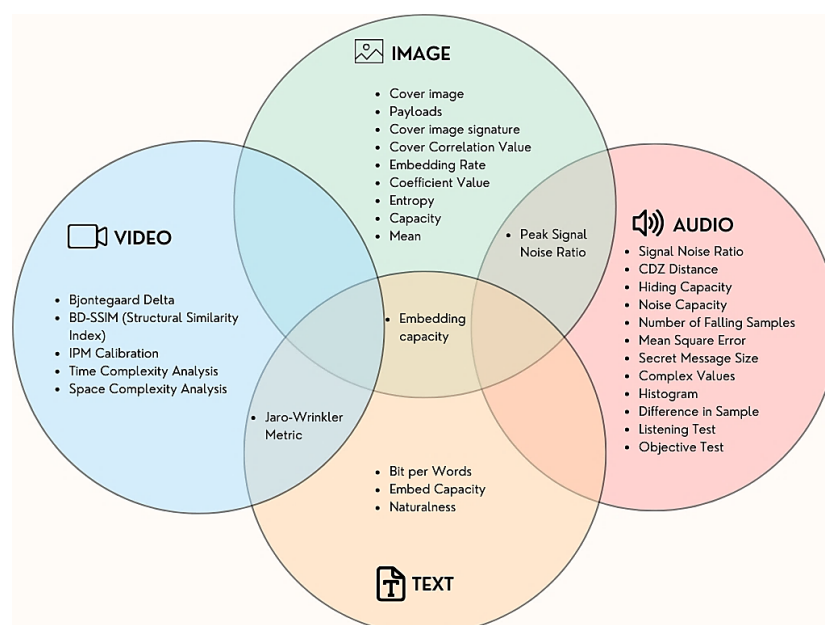 IMAGE
Cover image
Payloads
Cover image signature
Cover Correlation Value
Embedding Rate
Coefficient Value
Entropy
Capacity
Mean
VIDEO
Bjontegaard Delta
BD-SSIM (Structural Similarity
Index)
IPM Calibration
Time Complexity Analysis
Space Complexity Analysis
Peak Signal
Noise Ratio
AUDIO
Signal Noise Ratio
CDZ Distance
Hiding Capacity
Noise Capacity
Number of Falling Samples
Mean Square Error
Secret Message Size
Complex Values
Histogram
Difference in Sample
Listening Test
Objective Test
Embedding
capacity
Jaro-Wrinkler
Metric
Bit per Words
Embed Capacity
Naturalness
TEXT